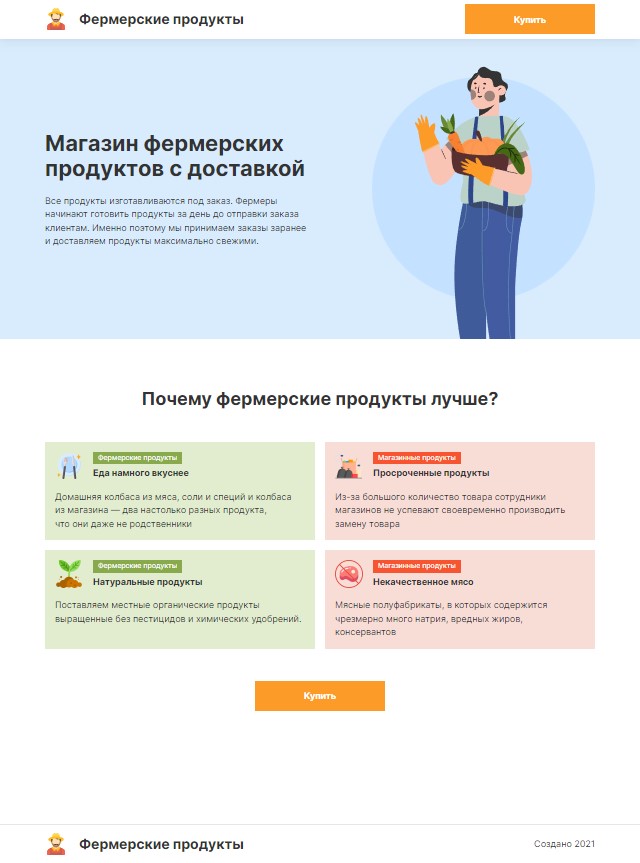 Фермерские продукты
Купить
Магазин фермерских
продуктов с доставкой
Все продукты изготавливаются под заказ. Фермеры
начинают готовить продукты за день до отправки заказа
клиентам. Именно поэтому мы принимаем заказы заранее
и доставляем продукты максимально свежими.
Почему фермерские продукты лучше?
Фермерские продукты
Еда намного вкуснее
Домашняя колбаса из мяса, соли и специй и колбаса
из магазина — два настолько разных продукта,
что они даже не родственники
Магазинные продукты
Просроченные продукты
Из-за большого количество товара сотрудники
магазинов не успевают своевременно производить
замену товара
Фермерские продукты
Натуральные продукты
Поставляем местные органические продукты
выращенные без пестицидов и химических удобрений.
Магазинные продукты
Некачественное мясо
Мясные полуфабрикаты, в которых содержится
чрезмерно много натрия, вредных жиров,
консервантов
Купить
Фермерские продукты
Создано 2021